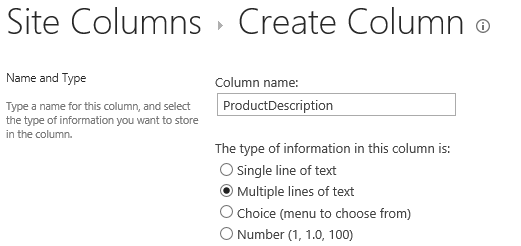 Site Columns ▸ Create Column
Name and Type
Type a name for this column, and select
the type of information you want to store
in the column.
Column name:
ProductDescription
The type of information in this column is:
Single line of text
Multiple lines of text
Choice (menu to choose from)
Number (1, 1.0, 100)